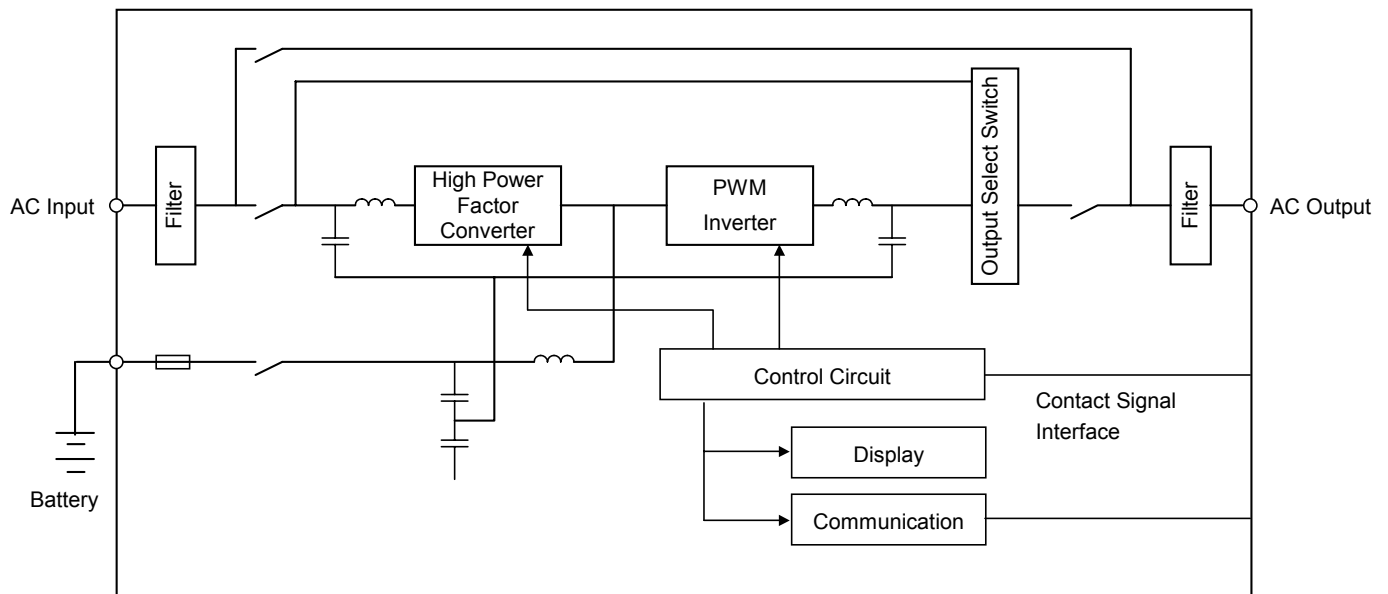 AC Input
Filter
High Power
Factor
Converter
PWM
Inverter
Output Select Switch
Filter
AC Output
Control Circuit
Contact Signal
Interface
Display
Communication
Battery